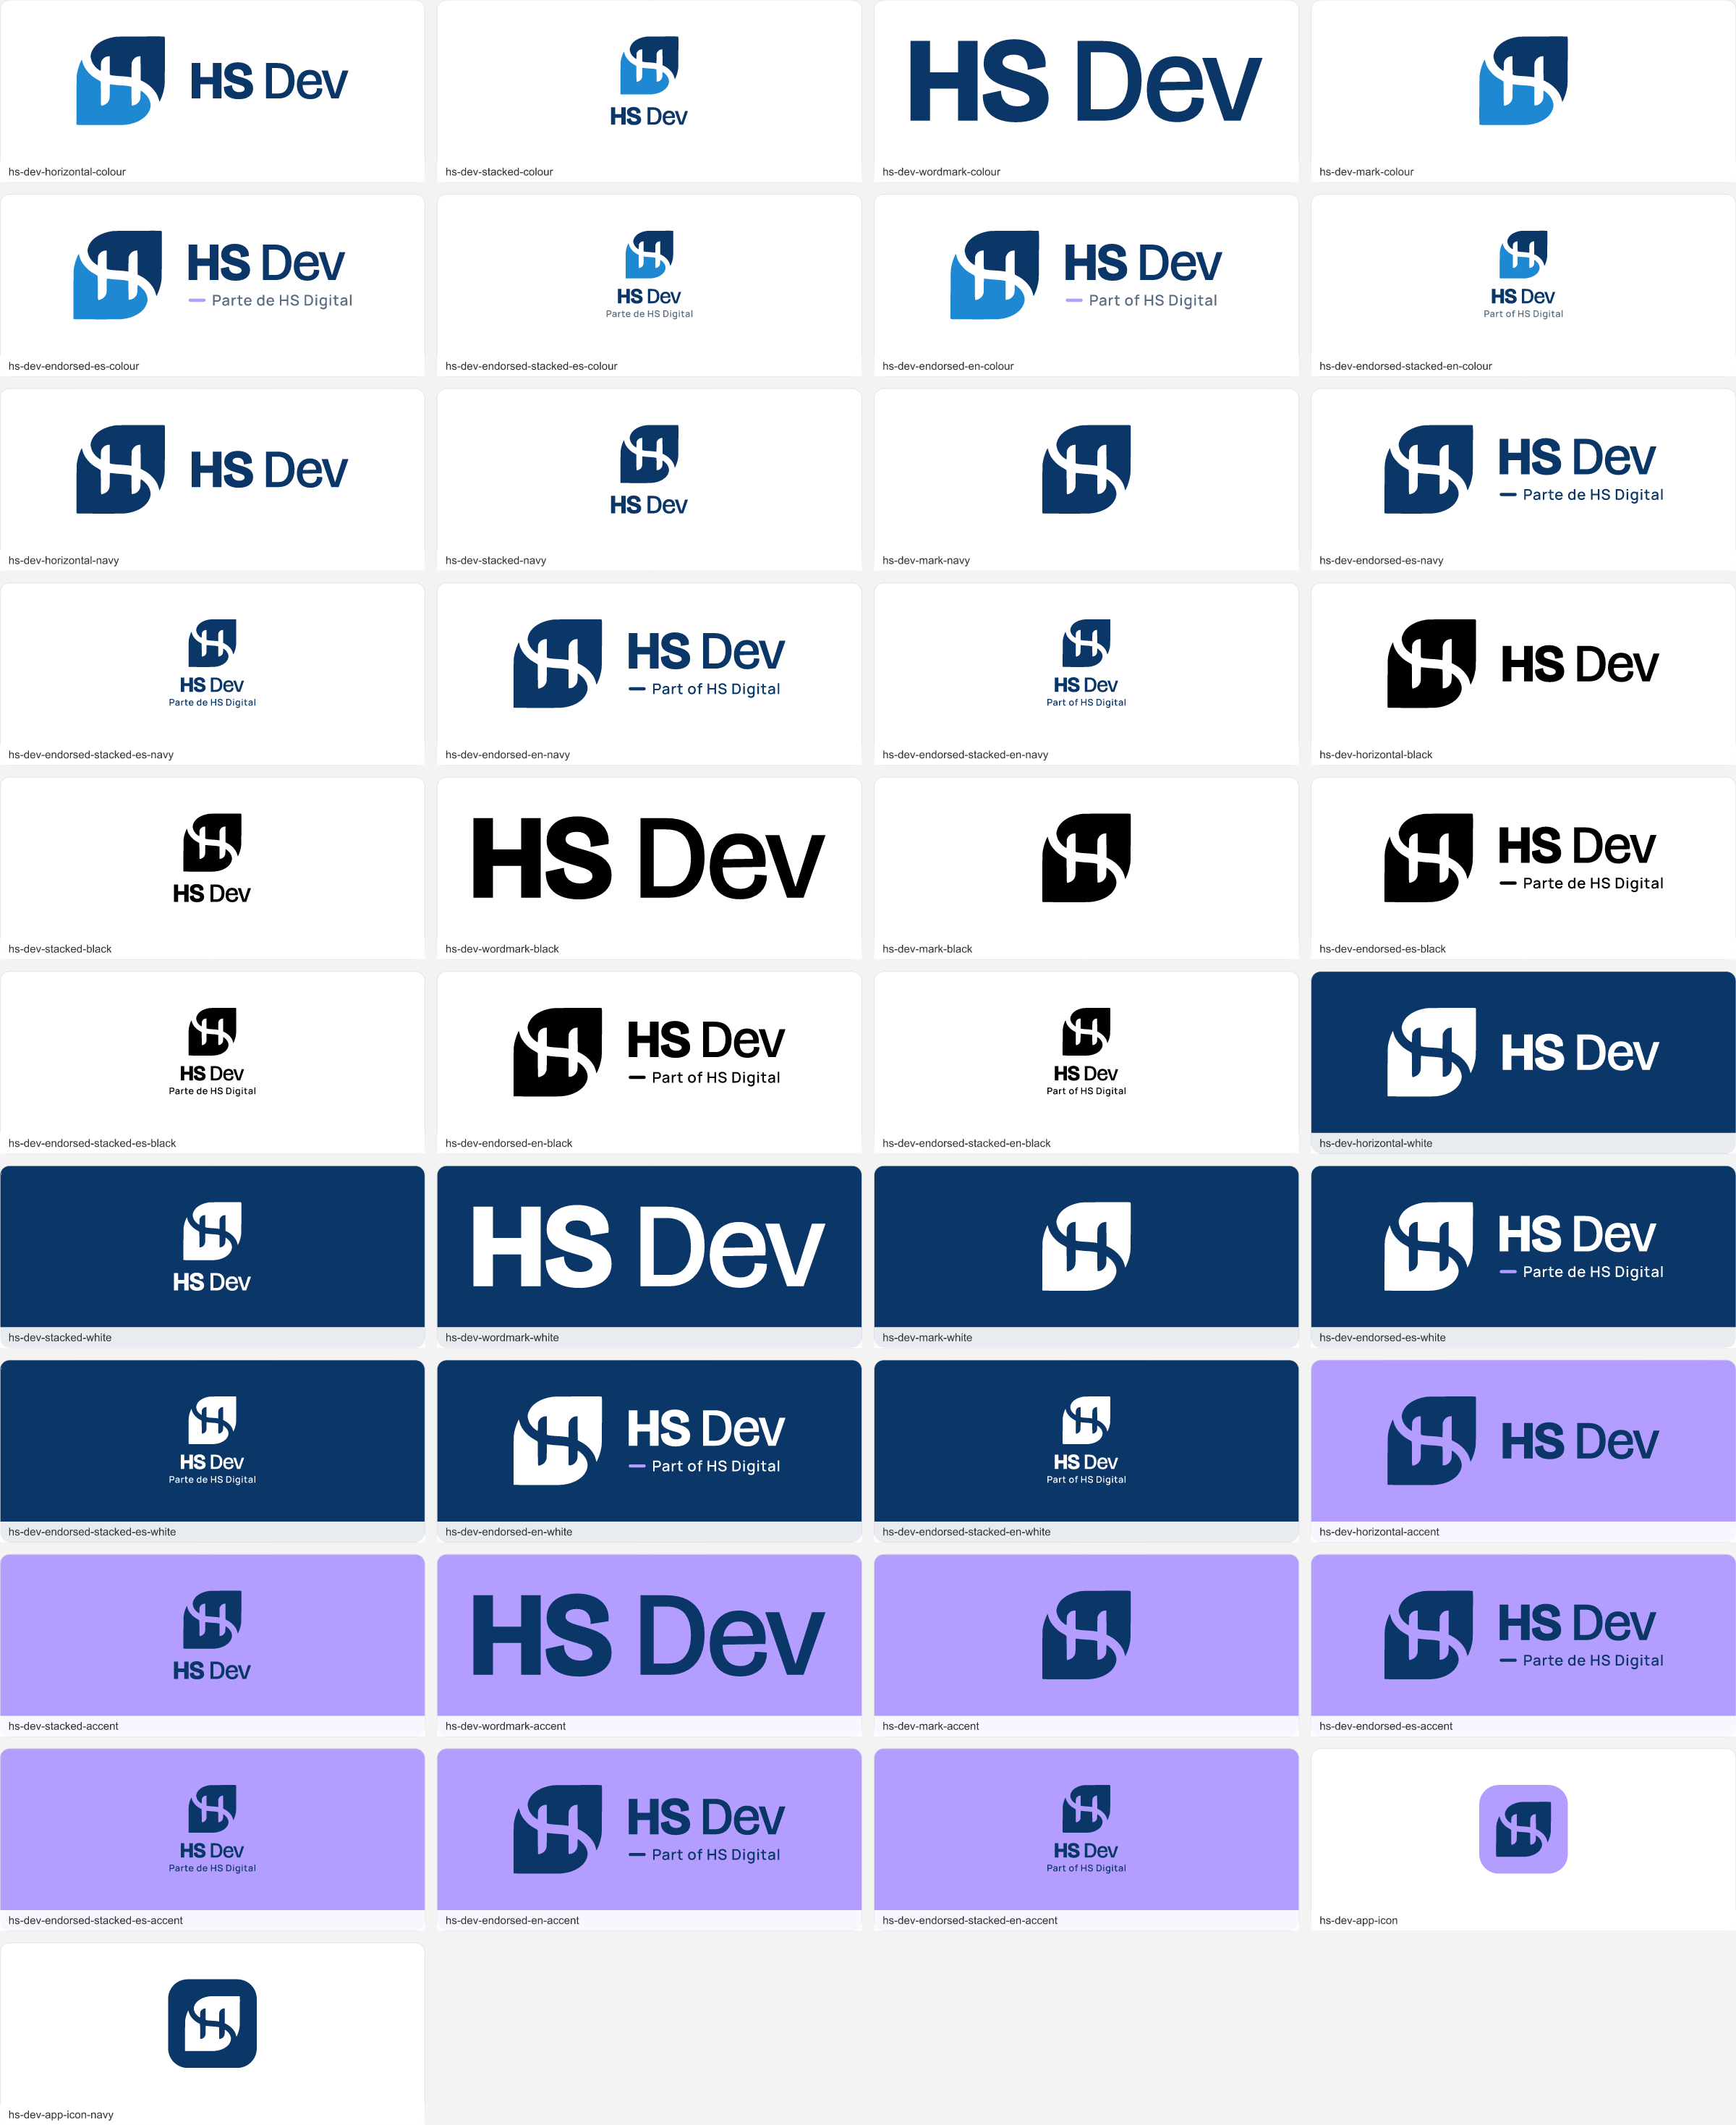 HS Dev
HS Dev
HS Dev
hs-dev-horizontal-colour
hs-dev-stacked-colour
hs-dev-wordmark-colour
hs-dev-mark-colour
HS Dev
Parte de HS Digital
HS Dev
Parte de HS Digital
HS Dev
Part of HS Digital
HS Dev
Part of HS Digital
hs-dev-endorsed-es-colour
hs-dev-endorsed-stacked-es-colour
hs-dev-endorsed-en-colour
hs-dev-endorsed-stacked-en-colour
HS Dev
HS Dev
HS Dev
Parte de HS Digital
hs-dev-horizontal-navy
hs-dev-stacked-navy
hs-dev-mark-navy
hs-dev-endorsed-es-navy
HS Dev
Parte de HS Digital
HS Dev
Part of HS Digital
HS Dev
Part of HS Digital
HS Dev
hs-dev-endorsed-stacked-es-navy
hs-dev-endorsed-en-navy
hs-dev-endorsed-stacked-en-navy
hs-dev-horizontal-black
HS Dev
HS Dev
HS Dev
Parte de HS Digital
hs-dev-stacked-black
hs-dev-wordmark-black
hs-dev-mark-black
hs-dev-endorsed-es-black
HS Dev
Parte de HS Digital
HS Dev
Part of HS Digital
HS Dev
Part of HS Digital
HS Dev
hs-dev-endorsed-stacked-es-black
hs-dev-endorsed-en-black
hs-dev-endorsed-stacked-en-black
hs-dev-horizontal-white
HS Dev
HS Dev
HS Dev
Parte de HS Digital
hs-dev-stacked-white
hs-dev-wordmark-white
hs-dev-mark-white
hs-dev-endorsed-es-white
HS Dev
Parte de HS Digital
HS Dev
Part of HS Digital
HS Dev
Part of HS Digital
HS Dev
hs-dev-endorsed-stacked-es-white
hs-dev-endorsed-en-white
hs-dev-endorsed-stacked-en-white
hs-dev-horizontal-accent
HS Dev
HS Dev
HS Dev
Parte de HS Digital
hs-dev-stacked-accent
hs-dev-wordmark-accent
hs-dev-mark-accent
hs-dev-endorsed-es-accent
HS Dev
Parte de HS Digital
HS Dev
Part of HS Digital
HS Dev
Part of HS Digital
hs-dev-endorsed-stacked-es-accent
hs-dev-endorsed-en-accent
hs-dev-endorsed-stacked-en-accent
hs-dev-app-icon
hs-dev-app-icon-navy